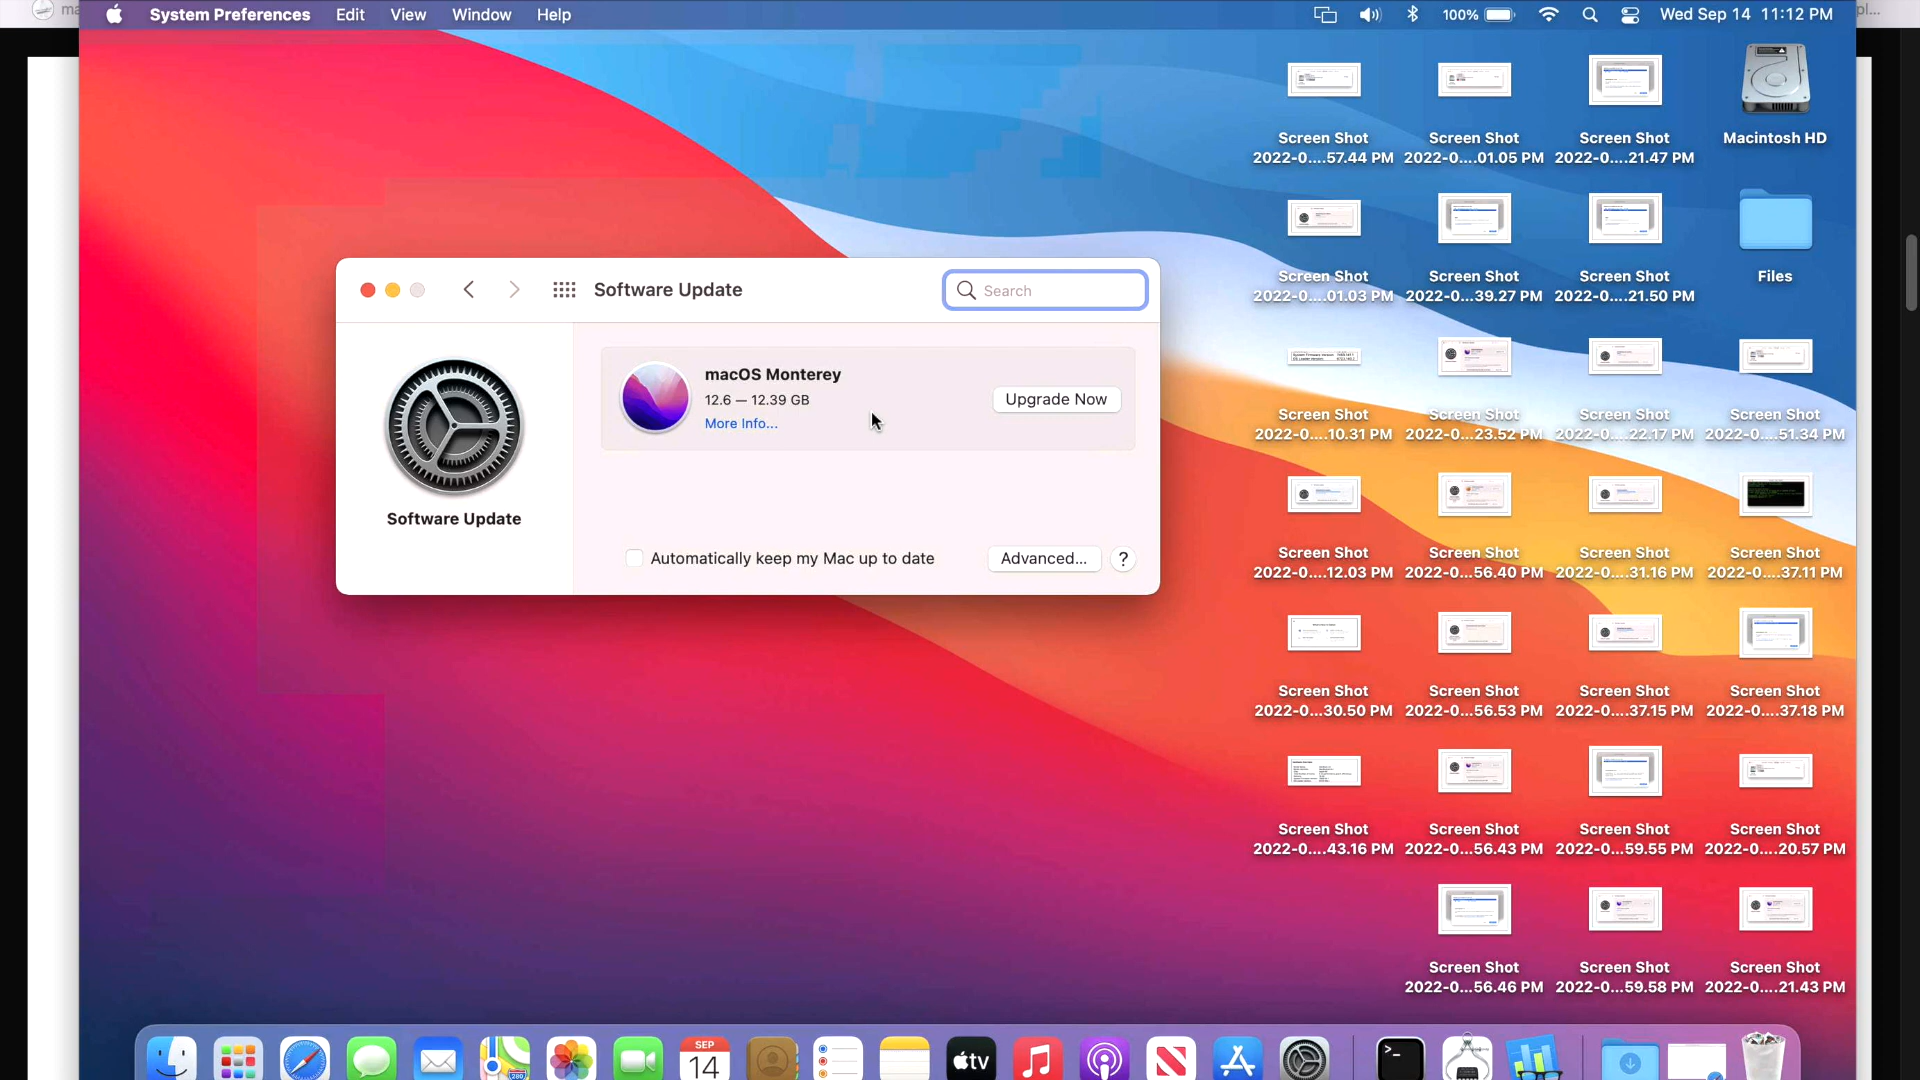 System Preferences Edit View Window Help 100% Wed Sep 14 11:12 PM
Software Update
Search
macOS Monterey
12.6 — 12.39 GB
More Info...
Upgrade Now
Software Update
Automatically keep my Mac up to date
Advanced...
?
Screen Shot
2022-0....57.44 PM
Screen Shot
2022-0....01.05 PM
Screen Shot
2022-0....21.47 PM
Macintosh HD
Screen Shot
2022-0....01.03 PM
Screen Shot
2022-0...39.27 PM
Screen Shot
2022-0....21.50 PM
Files
Screen Shot
2022-0....10.31 PM
Screen Shot
2022-0....23.52 PM
Screen Shot
2022-0....22.17 PM
Screen Shot
2022-0....51.34 PM
Screen Shot
2022-0....12.03 PM
Screen Shot
2022-0...56.40 PM
Screen Shot
2022-0....31.16 PM
Screen Shot
2022-0....37.11 PM
Screen Shot
2022-0...30.50 PM
Screen Shot
2022-0...56.53 PM
Screen Shot
2022-0....37.15 PM
Screen Shot
2022-0....37.18 PM
Screen Shot
2022-0....43.16 PM
Screen Shot
2022-0...56.43 PM
Screen Shot
2022-0...59.55 PM
Screen Shot
2022-0....20.57 PM
Screen Shot
2022-0...56.46 PM
Screen Shot
2022-0...59.58 PM
Screen Shot
2022-0....21.43 PM
SEP
14
tv
280
>_